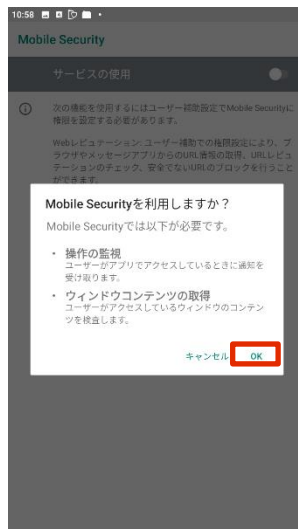 10:58
Mobile Security
サービスの使用
次の機能を使用するにはユーザー補助設定でMobile Securityに
権限を設定する必要があります。
Webレピュテーション: ユーザー補助での権限設定により、ブ
ラウザやメッセージアプリからのURL情報の取得、URLレピュ
テーションのチェック、安全でないURLのブロックを行うこと
ができます。
Mobile Securityを利用しますか？
Mobile Securityでは以下が必要です。
・ 操作の監視
ユーザーがアプリでアクセスしているときに通知を
受け取ります。
・ ウィンドウコンテンツの取得
ユーザーがアクセスしているウィンドウのコンテン
ツを検査します。
キャンセル OK